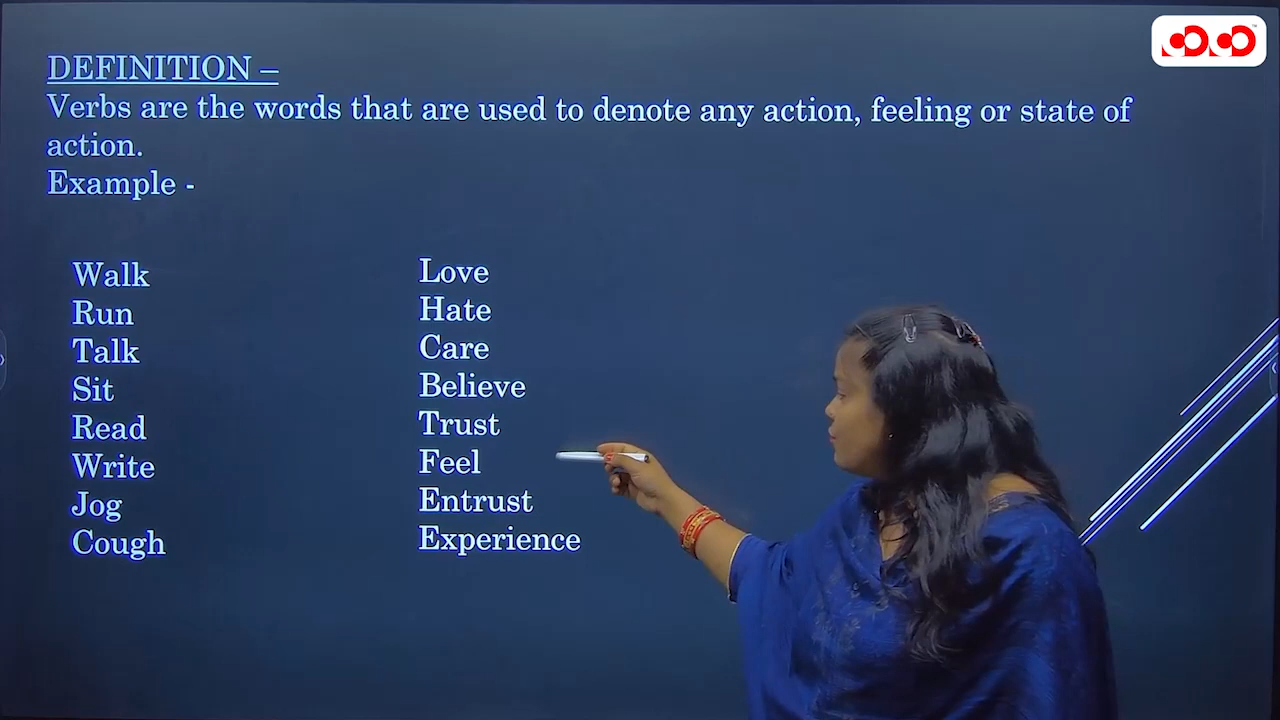 DEFINITION –
Verbs are the words that are used to denote any action, feeling or state of
action.
Example -
Walk
Run
Talk
Sit
Read
Write
Jog
Cough
Love
Hate
Care
Believe
Trust
Feel
Entrust
Experience